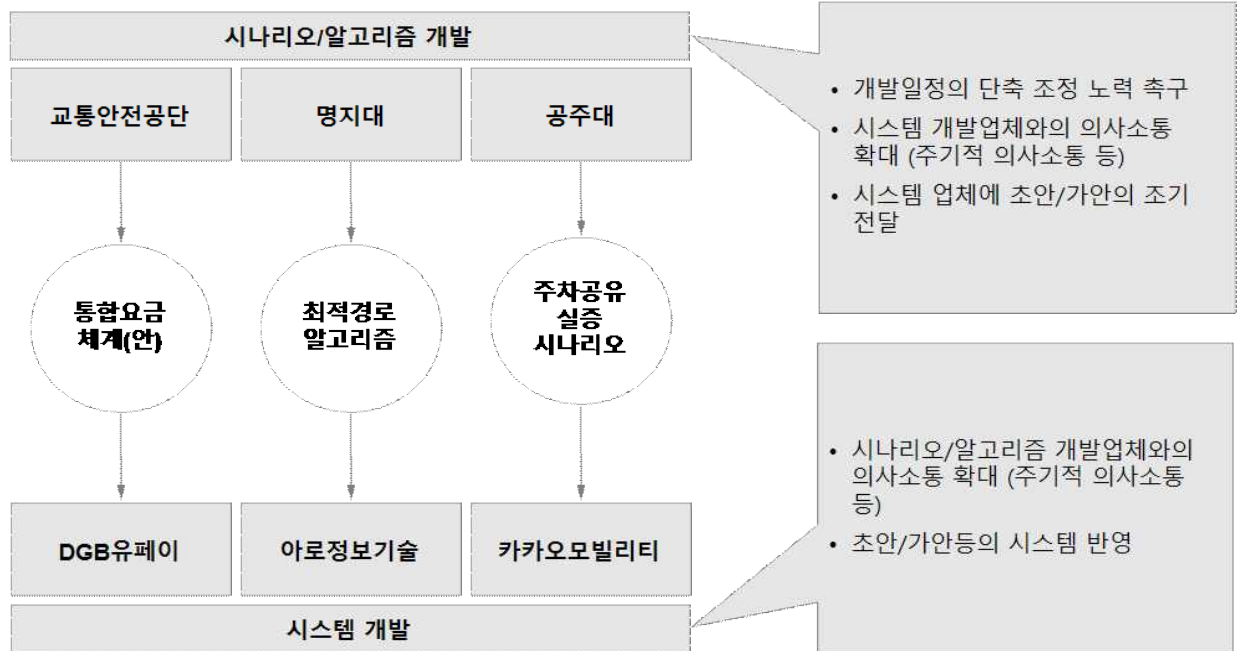 시나리오/알고리즘 개발
교통안전공단
명지대
공주대
통합요금
체계(안)
최적경로
알고리즘
주차공유
실증
시나리오
DGB유페이
아로정보기술
카카오모빌리티
시스템 개발
• 개발일정의 단축 조정 노력 촉구
• 시스템 개발업체와의 의사소통
확대 (주기적 의사소통 등)
• 시스템 업체에 초안/가안의 조기
전달
• 시나리오/알고리즘 개발업체와의
의사소통 확대 (주기적 의사소통
등)
• 초안/가안등의 시스템 반영